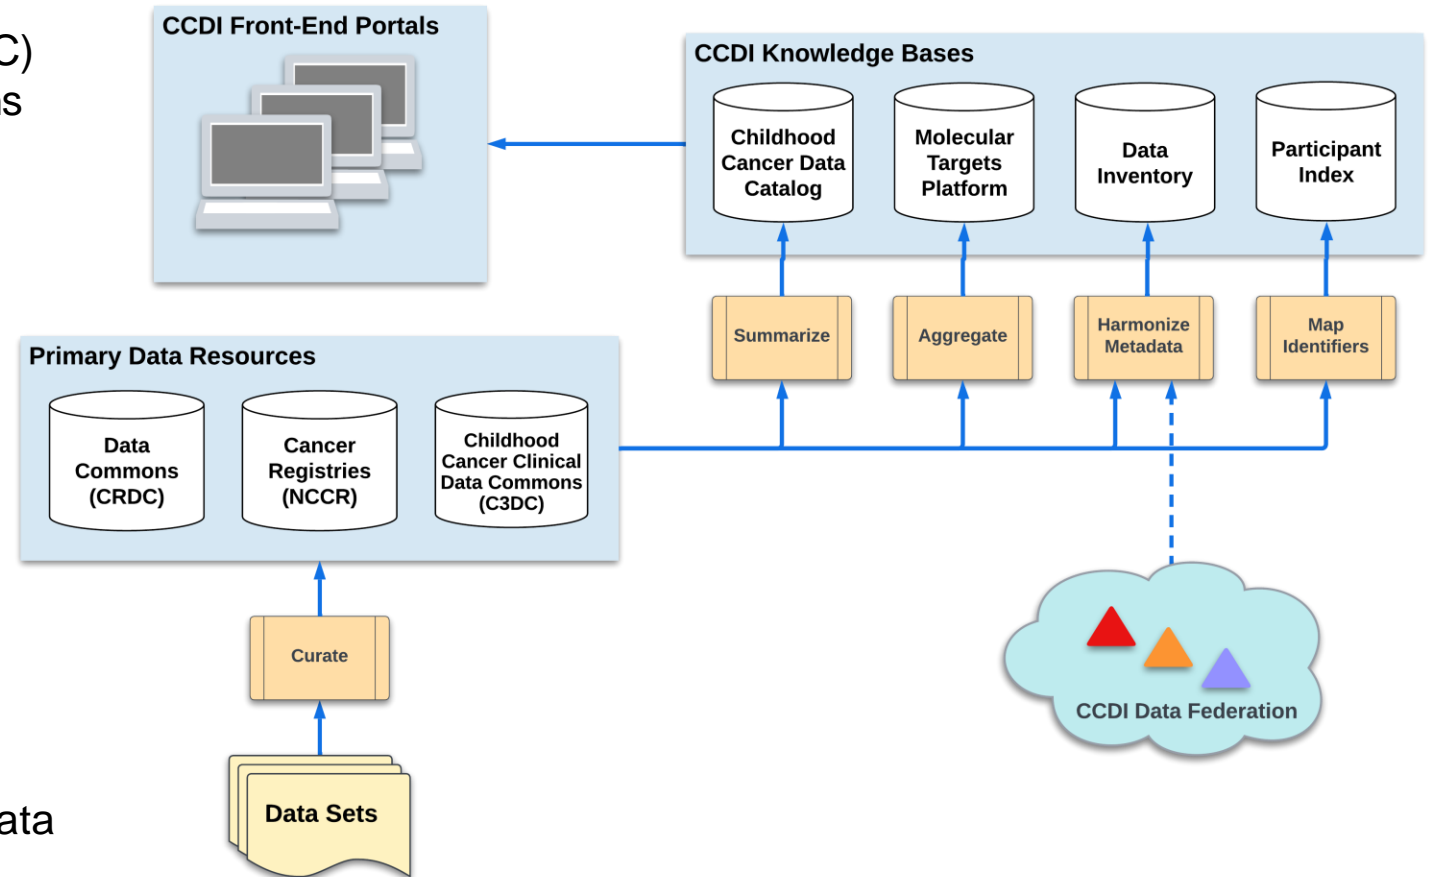 C)
CCDI Front-End Portals
CCDI Knowledge Bases
Childhood
Cancer Data
Catalog
Molecular
Targets
Platform
Data
Inventory
Participant
Index
Summarize
Aggregate
Harmonize
Metadata
Map
Identifiers
Primary Data Resources
Data
Commons
(CRDC)
Cancer
Registries
(NCCR)
Childhood
Cancer Clinical
Data Commons
(C3DC)
Curate
CCDI Data Federation
Data Sets
ata